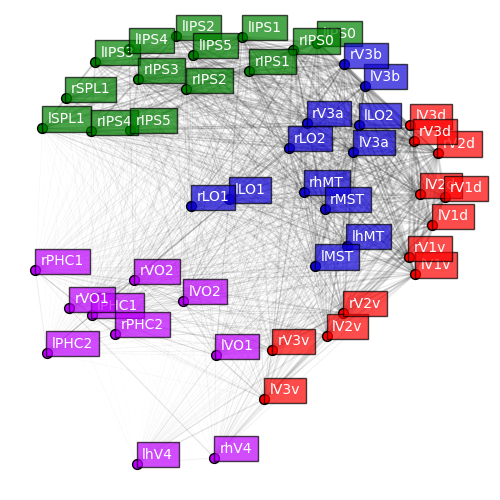 lIPS2
lIPS1
lIPS0
rIPS0
lIPS4
lIPS5
lIPS3
rIPS1
rV3b
lV3b
rIPS3
rIPS2
rSPL1
lSPL1
rIPS4
rIPS5
rV3a
lLO2
lV3d
rV3d
rV2d
rLO2
lV3a
rhMT
rMST
lV2d
rV1d
lV1d
rLO1
lLO1
lhMT
lMST
rV1v
lV1v
rPHC1
rVO2
lVO2
rVO1
lPHC1
rPHC2
lPHC2
rV2v
lV2v
rV3v
lVO1
lV3v
lhV4
rhV4